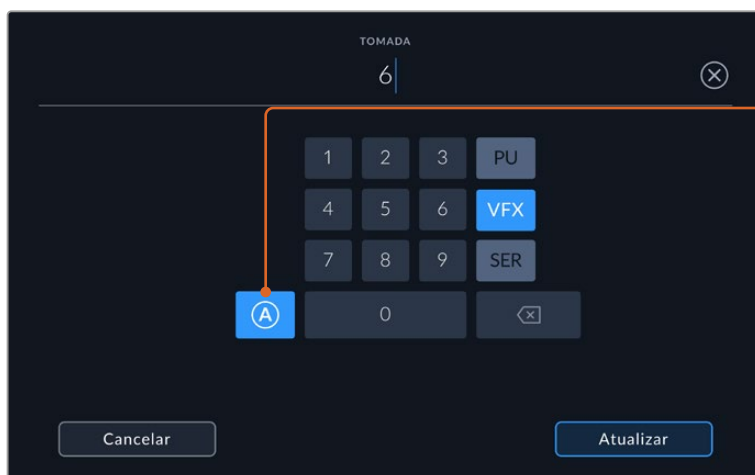 TOMADA
6
1 2 3 PU
4 5 6 VFX
7 8 9 SER
A 0
Cancelar Atualizar